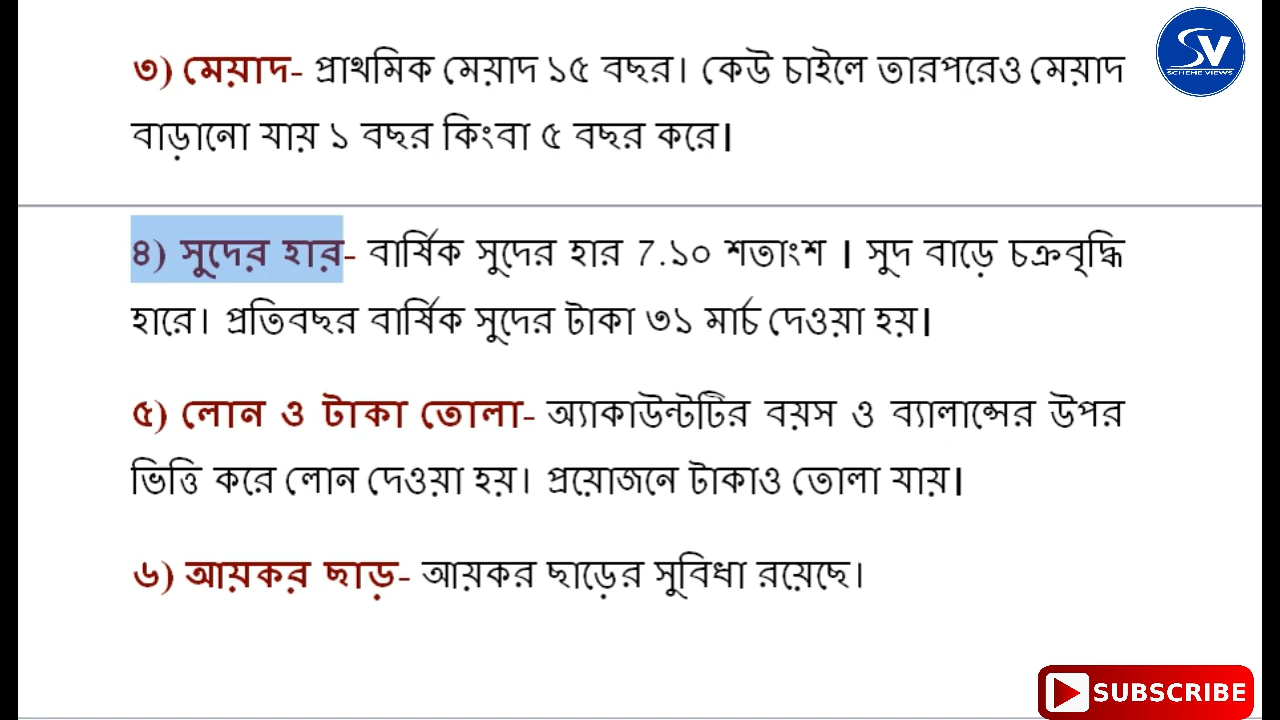 SV
SCHEME VIEWS
৩) মেয়াদ- প্রাথমিক মেয়াদ ১৫ বছর। কেউ চাইলে তারপরেও মেয়াদ
বাড়ানো যায় ১ বছর কিংবা ৫ বছর করে।
৪) সুদের হার- বার্ষিক সুদের হার 7.১০ শতাংশ । সুদ বাড়ে চক্রবৃদ্ধি
হারে। প্রতিবছর বার্ষিক সুদের টাকা ৩১ মার্চ দেওয়া হয়।
৫) লোন ও টাকা তোলা- অ্যাকাউন্টটির বয়স ও ব্যালান্সের উপর
ভিত্তি করে লোন দেওয়া হয়। প্রয়োজনে টাকাও তোলা যায়।
৬) আয়কর ছাড়- আয়কর ছাড়ের সুবিধা রয়েছে।
SUBSCRIBE